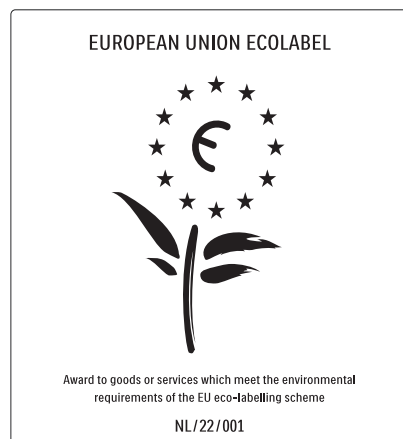 EUROPEAN UNION ECOLABEL
Award to goods or services which meet the environmental
requirements of the EU eco-labelling scheme
NL/22/001